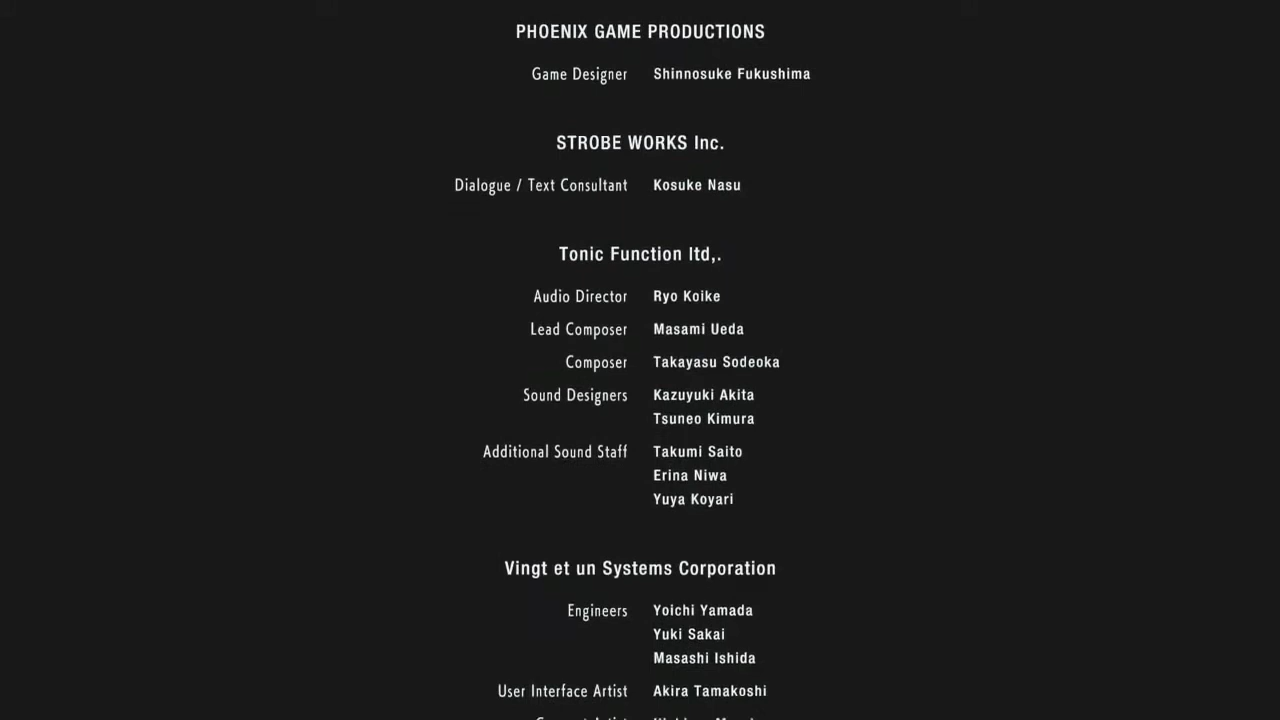 PHOENIX GAME PRODUCTIONS
Game Designer Shinnosuke Fukushima
STROBE WORKS Inc.
Dialogue / Text Consultant Kosuke Nasu
Tonic Function ltd,.
Audio Director Ryo Koike
Lead Composer Masami Ueda
Composer Takayasu Sodeoka
Sound Designers Kazuyuki Akita
Tsuneo Kimura
Additional Sound Staff Takumi Saito
Erina Niwa
Yuya Koyari
Vingt et un Systems Corporation
Engineers Yoichi Yamada
Yuki Sakai
Masashi Ishida
User Interface Artist Akira Tamakoshi